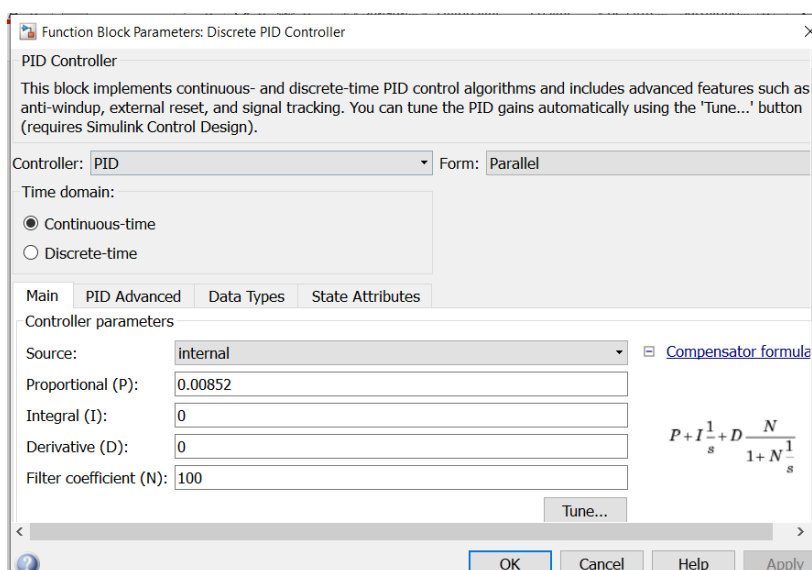 Function Block Parameters: Discrete PID Controller
PID Controller
This block implements continuous- and discrete-time PID control algorithms and includes advanced features such as
anti-windup, external reset, and signal tracking. You can tune the PID gains automatically using the 'Tune...' button
(requires Simulink Control Design).
Controller: PID Form: Parallel
Time domain:
Continuous-time
Discrete-time
Main PID Advanced Data Types State Attributes
Controller parameters
Source: internal Compensator formula
Proportional (P): 0.00852
Integral (I): 0
Derivative (D): 0
Filter coefficient (N): 100
P + I 1/s + D N/(1 + N 1/s)
Tune...
OK Cancel Help Apply